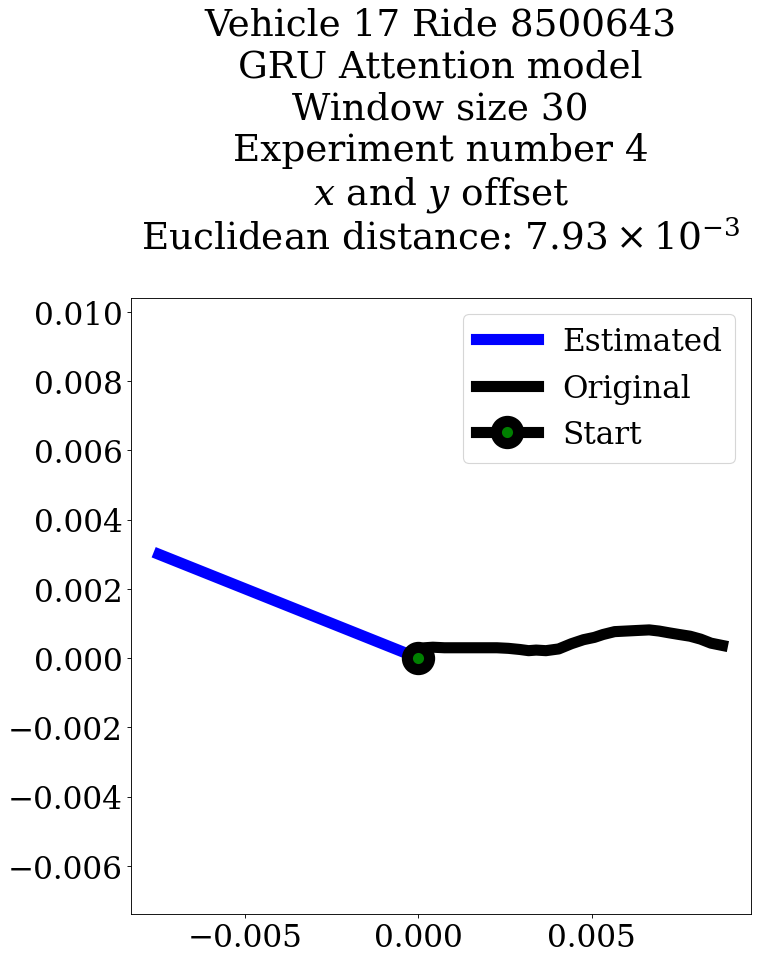 Vehicle 17 Ride 8500643
GRU Attention model
Window size 30
Experiment number 4
x and y offset
Euclidean distance: 7.93 × 10⁻³
0.010
0.008
0.006
0.004
0.002
0.000
−0.002
−0.004
−0.006
Estimated
Original
Start
−0.005 0.000 0.005